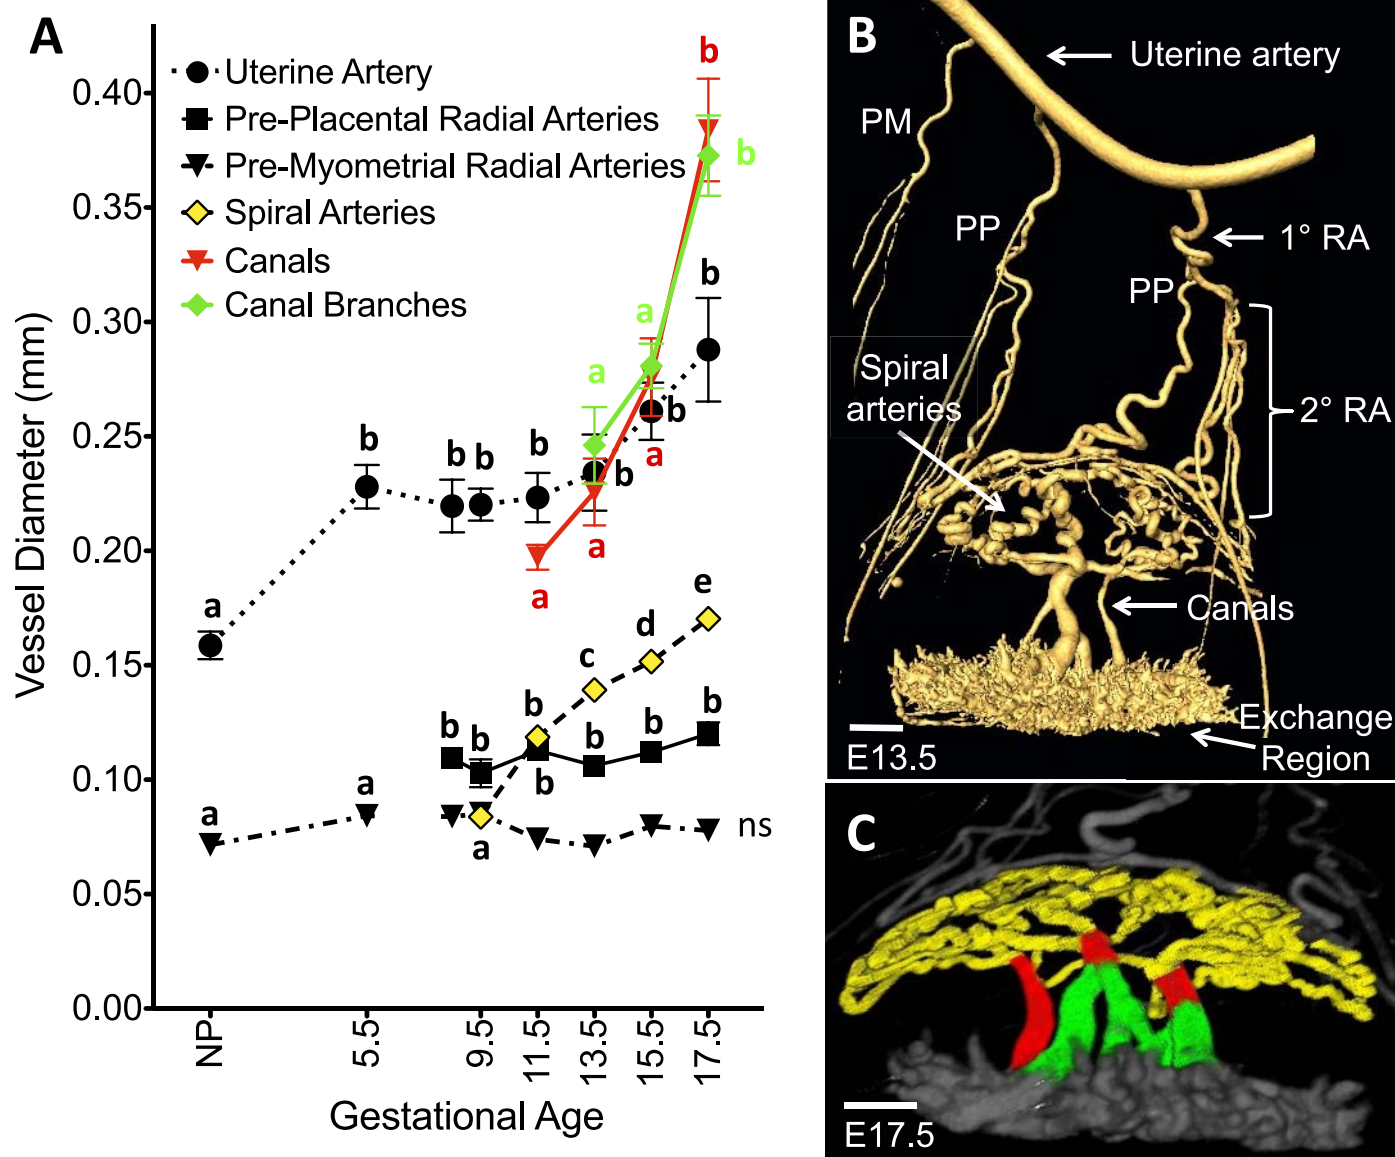 A
Uterine Artery
Pre-Placental Radial Arteries
Pre-Myometrial Radial Arteries
Spiral Arteries
Canals
Canal Branches
Vessel Diameter (mm)
0.40
0.35
0.30
0.25
0.20
0.15
0.10
0.05
0.00
NP
5.5
9.5
11.5
13.5
15.5
17.5
Gestational Age
a
b
b
b
b
b
b
b
a
a
a
b
a
a
b
a
b
c
d
e
b
b
b
b
b
b
a
a
ns
B
Uterine artery
PM
PP
1° RA
PP
Spiral
arteries
2° RA
Canals
Exchange
Region
E13.5
C
E17.5